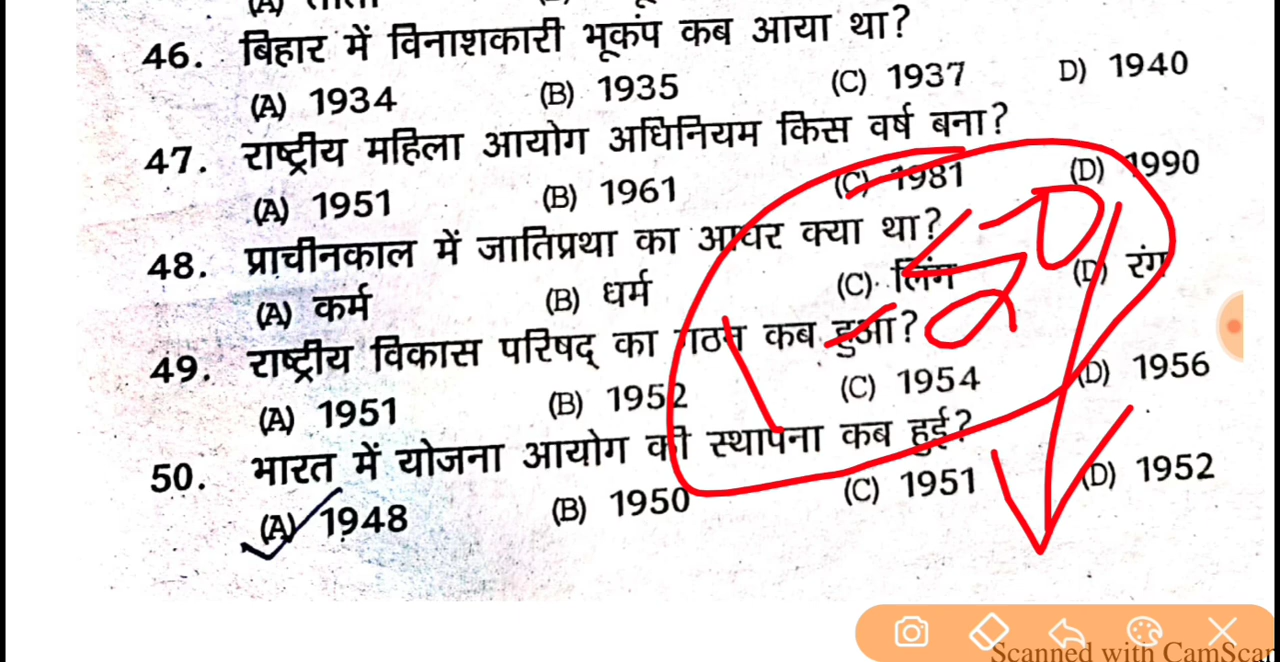 46. बिहार में विनाशकारी भूकंप कब आया था?
(A) 1934 (B) 1935 (C) 1937 D) 1940
47. राष्ट्रीय महिला आयोग अधिनियम किस वर्ष बना?
(A) 1951 (B) 1961 (C) 1981 (D) 1990
48. प्राचीनकाल में जातिप्रथा का आधर क्या था?
(A) कर्म (B) धर्म (C) लिंग (D) रंग
49. राष्ट्रीय विकास परिषद् का गठन कब हुआ?
(A) 1951 (B) 1952 (C) 1954 (D) 1956
50. भारत में योजना आयोग की स्थापना कब हुई?
(A) 1948 (B) 1950 (C) 1951 (D) 1952
Scanned with CamScan